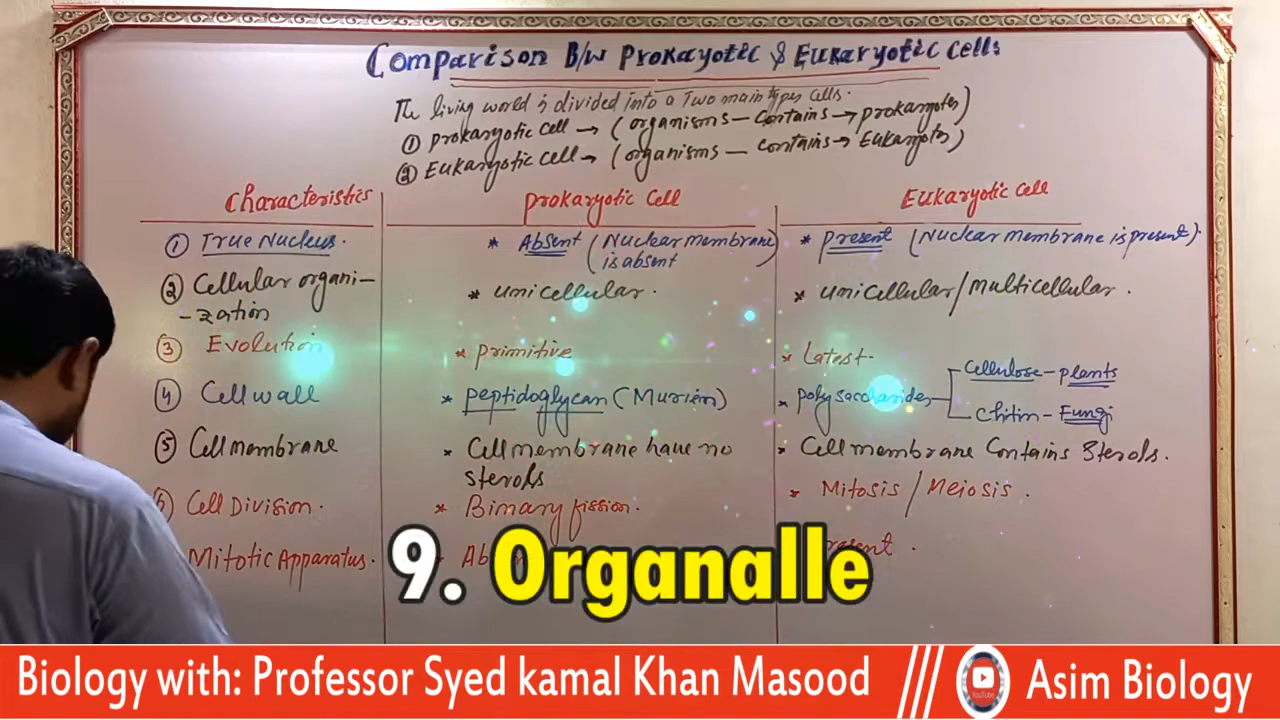 Comparison B/w Prokaryotic & Eukaryotic Cells
The living world is divided into a Two main types cells.
① Prokaryotic cell → (organisms — contains → prokaryotes)
② Eukaryotic cell → (organisms — contains → Eukaryotes)
Characteristics Prokaryotic Cell Eukaryotic Cell
① True Nucleus. * Absent (Nuclear membrane is absent) * present (Nuclear membrane is present).
② Cellular organi-
-zation * unicellular. * unicellular/Multicellular.
③ Evolution * primitive * Latest.
④ Cell wall * peptidoglycan (Murien) * polysaccharides
Cellulose - plants
Chitin - Fungi
⑤ Cell membrane * Cell membrane have no
sterols * Cell membrane Contains Sterols.
Cell Division. * Binary fission. * Mitosis / Meiosis.
Mitotic Apparatus.
9. Organalle
Biology with: Professor Syed kamal Khan Masood
YouTube
Asim Biology